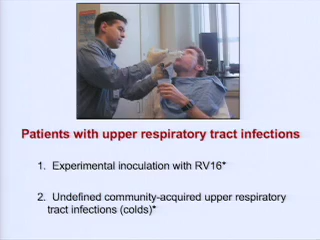 Patients with upper respiratory tract infections
1. Experimental inoculation with RV16*
2. Undefined community-acquired upper respiratory
tract infections (colds)*